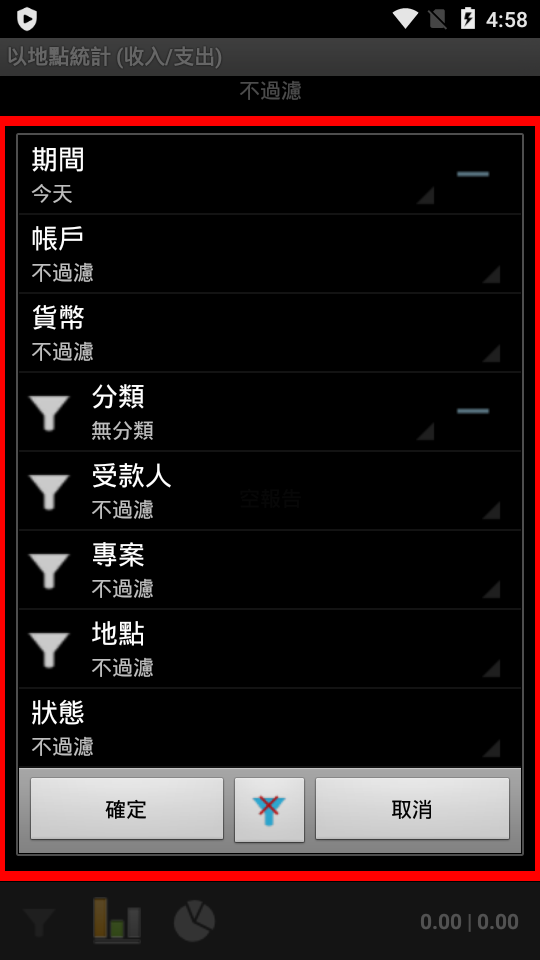 4:58
以地點統計 (收入/支出)
不過濾
期間
今天
帳戶
不過濾
貨幣
不過濾
分類
無分類
受款人
不過濾
空報告
專案
不過濾
地點
不過濾
狀態
不過濾
確定
取消
0.00 | 0.00